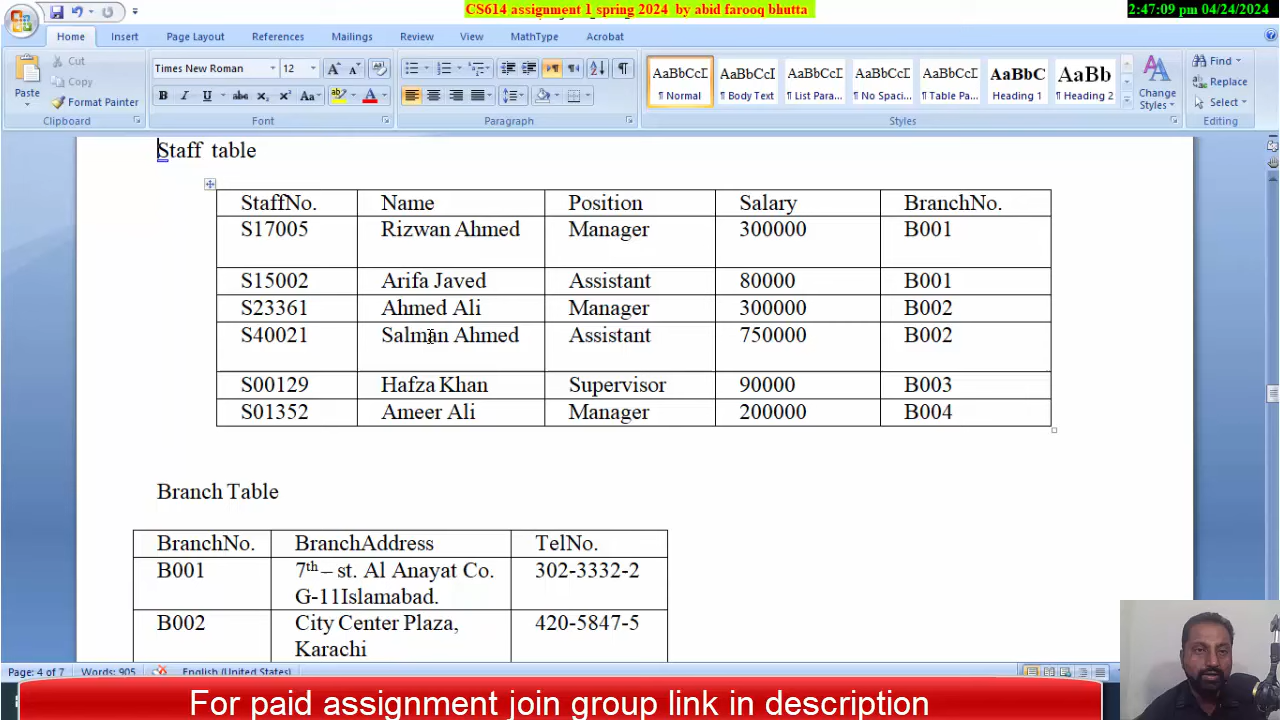 CS614 assignment 1 spring 2024 by abid farooq bhutta
2:47:09 pm 04/24/2024
Home Insert Page Layout References Mailings Review View MathType Acrobat
Paste
Cut
Copy
Format Painter
Clipboard
Times New Roman 12
Font
Paragraph
AaBbCcI AaBbCcI AaBbCcI AaBbCcI AaBbCcI AaBbC AaBb
¶ Normal ¶ Body Text ¶ List Para... ¶ No Spaci... ¶ Table Pa... Heading 1 ¶ Heading 2
Styles
Change Styles
Find
Replace
Select
Editing
Staff table
StaffNo. Name Position Salary BranchNo.
S17005 Rizwan Ahmed Manager 300000 B001
S15002 Arifa Javed Assistant 80000 B001
S23361 Ahmed Ali Manager 300000 B002
S40021 Salman Ahmed Assistant 750000 B002
S00129 Hafza Khan Supervisor 90000 B003
S01352 Ameer Ali Manager 200000 B004
Branch Table
BranchNo. BranchAddress TelNo.
B001 7th – st. Al Anayat Co. 302-3332-2
G-11Islamabad.
B002 City Center Plaza, 420-5847-5
Karachi
Page: 4 of 7 Words: 905 English (United States)
For paid assignment join group link in description